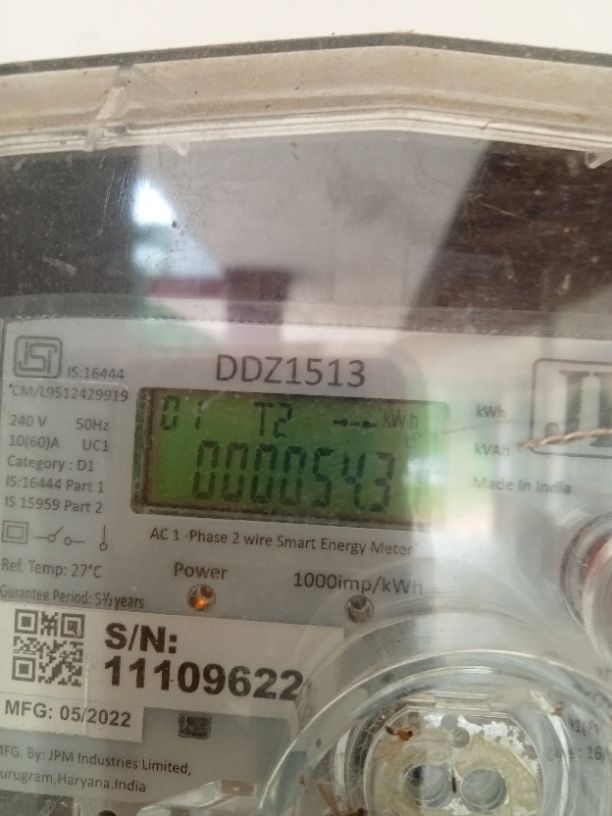 IS:16444
CM/L9512429919
DDZ1513
240 V 50Hz
10(60)A UC1
Category : D1
IS:16444 Part 1
IS 15959 Part 2
01 T2 kWh
kWh
kVAh
Made In India
AC 1 -Phase 2 wire Smart Energy Meter
Ref. Temp: 27°C
Power
1000imp/kWh
Gurantee Period: 5½ years
S/N:
11109622
MFG: 05/2022
MFG. By: JPM Industries Limited,
urugram,Haryana.India